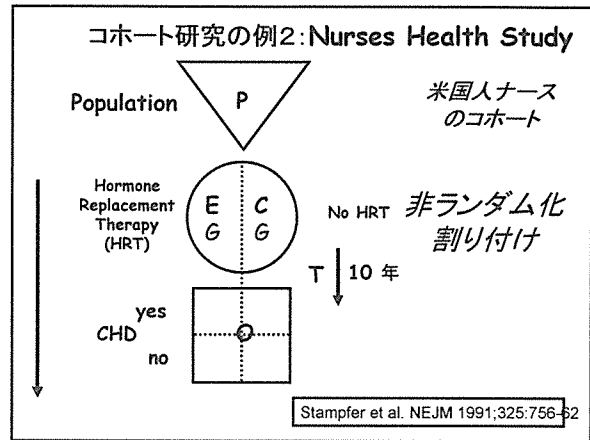 コホート研究の例2:Nurses Health Study
Population
P
米国人ナース
のコホート
Hormone
Replacement
Therapy
(HRT)
E
G
C
G
No HRT
非ランダム化
割り付け
T
10 年
yes
CHD
no
O
Stampfer et al. NEJM 1991;325:756-62